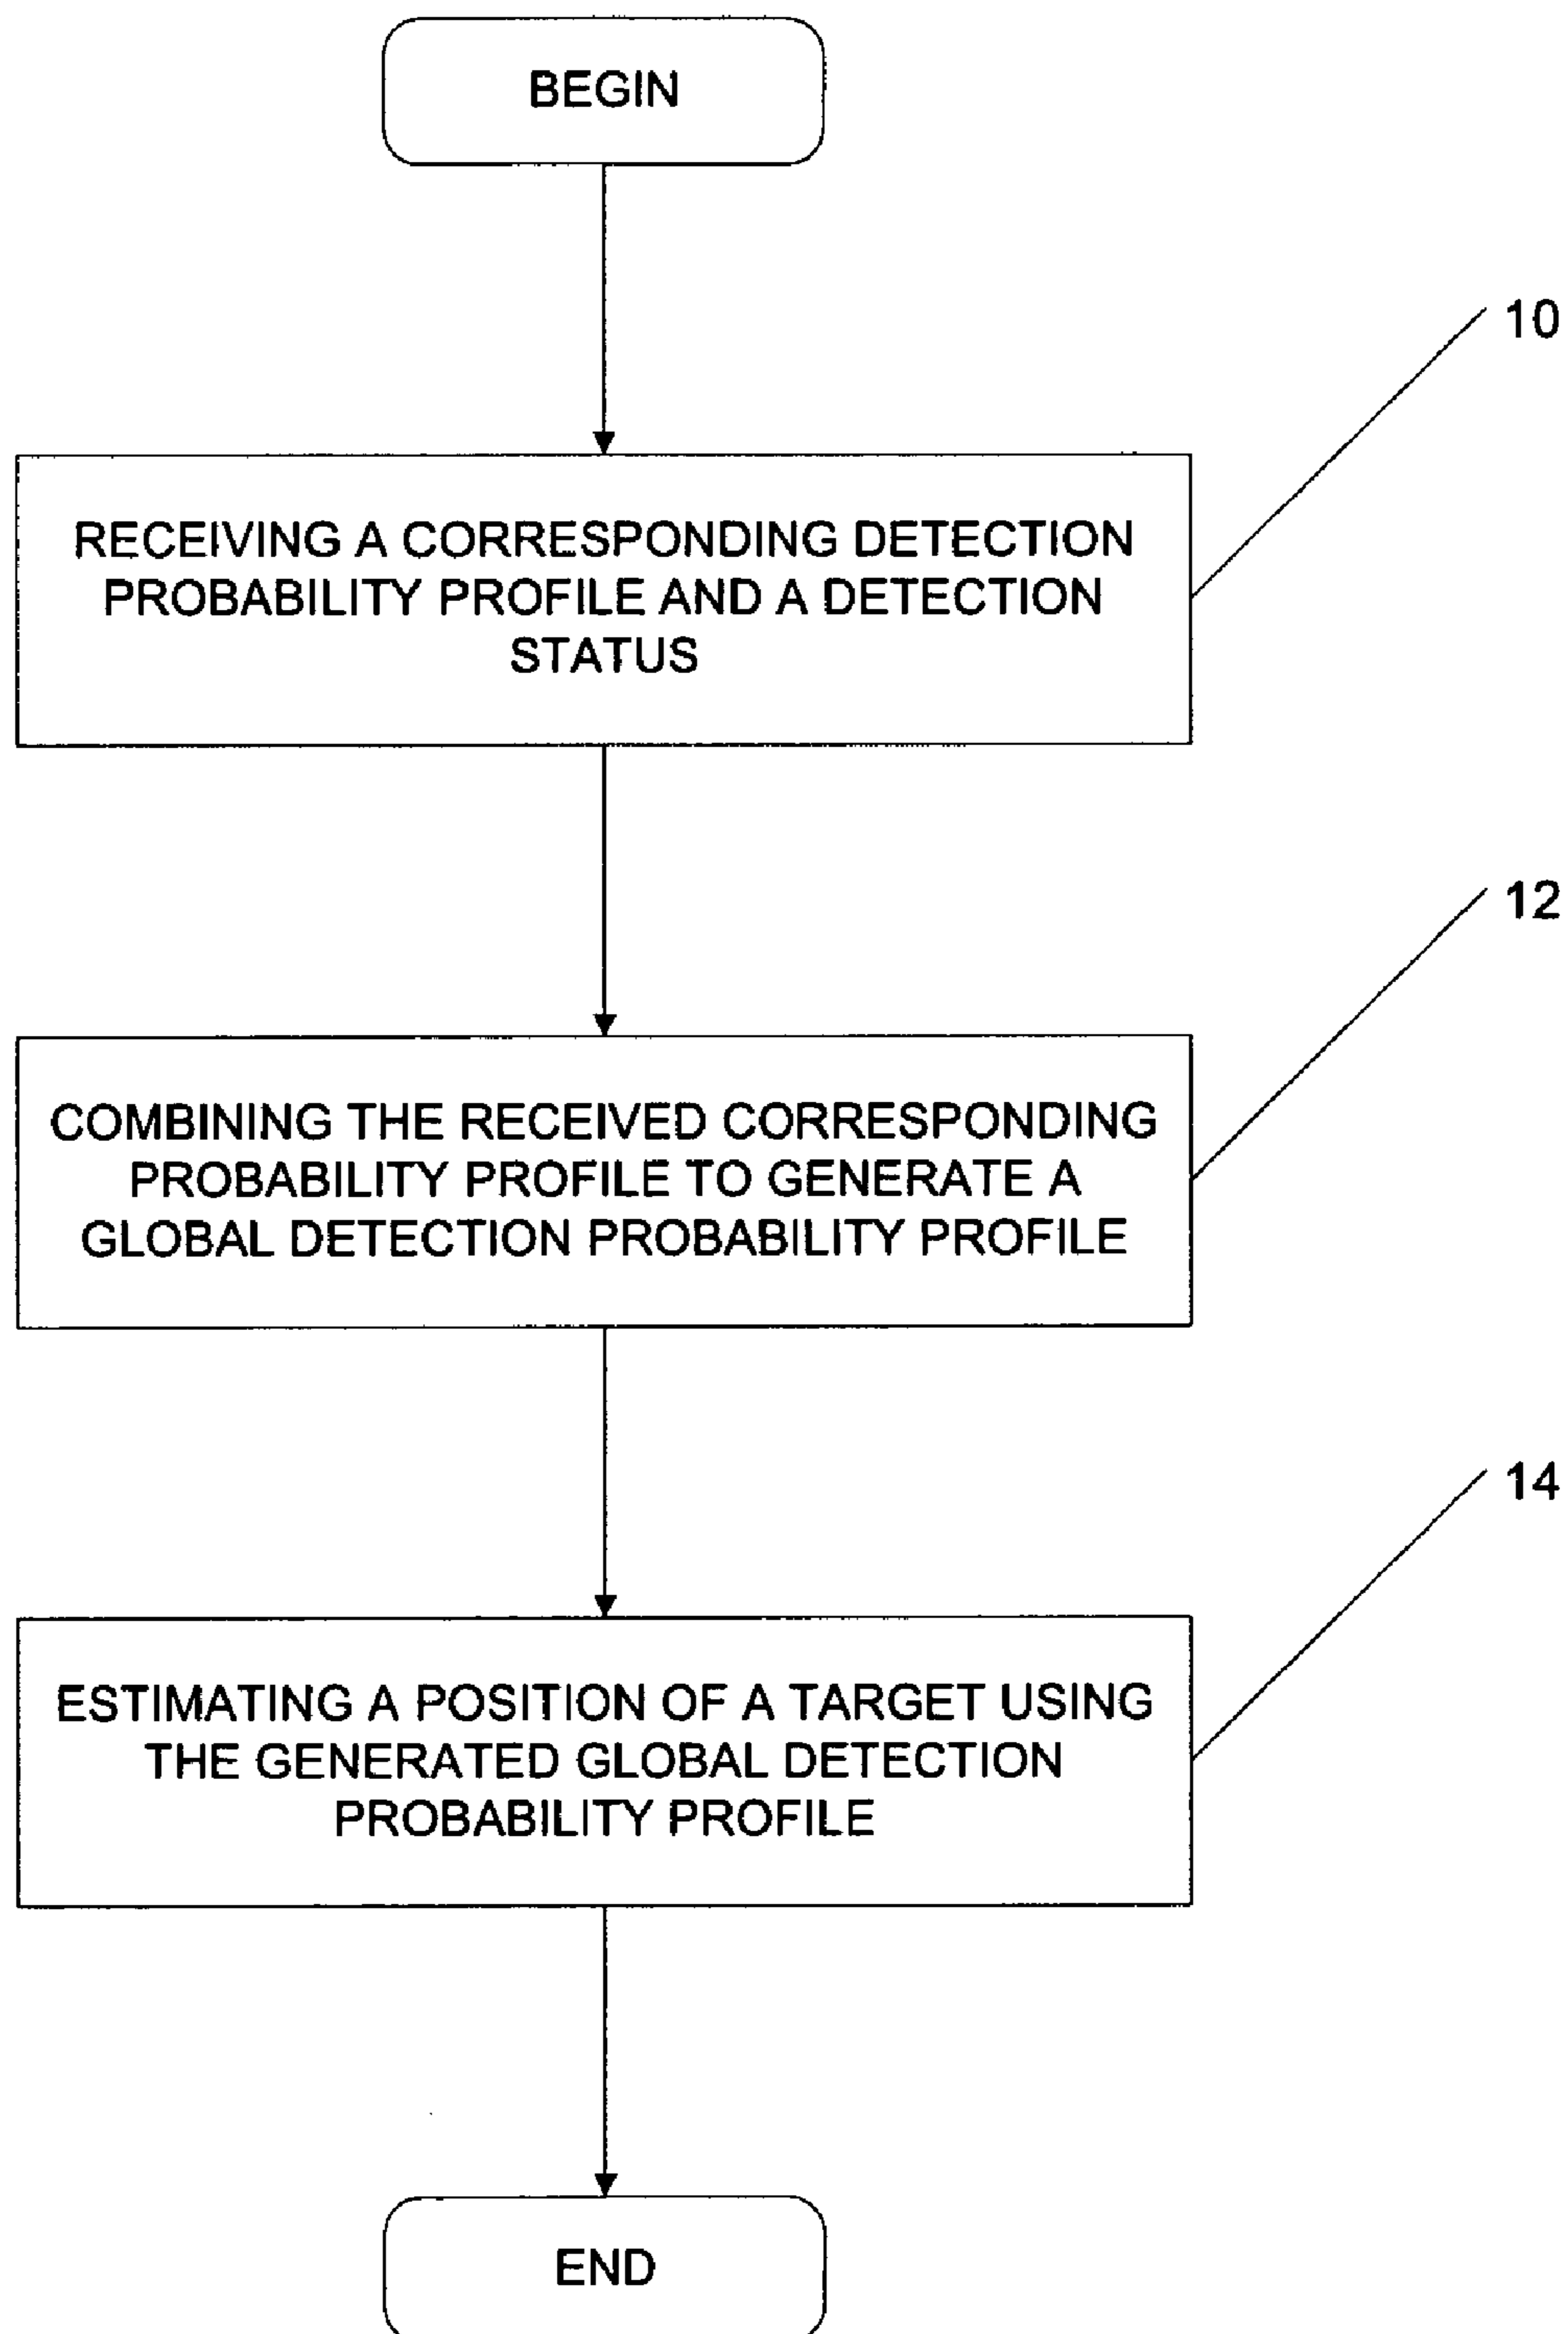 BEGIN
10
RECEIVING A CORRESPONDING DETECTION
PROBABILITY PROFILE AND A DETECTION
STATUS
12
COMBINING THE RECEIVED CORRESPONDING
PROBABILITY PROFILE TO GENERATE A
GLOBAL DETECTION PROBABILITY PROFILE
14
ESTIMATING A POSITION OF A TARGET USING
THE GENERATED GLOBAL DETECTION
PROBABILITY PROFILE
END